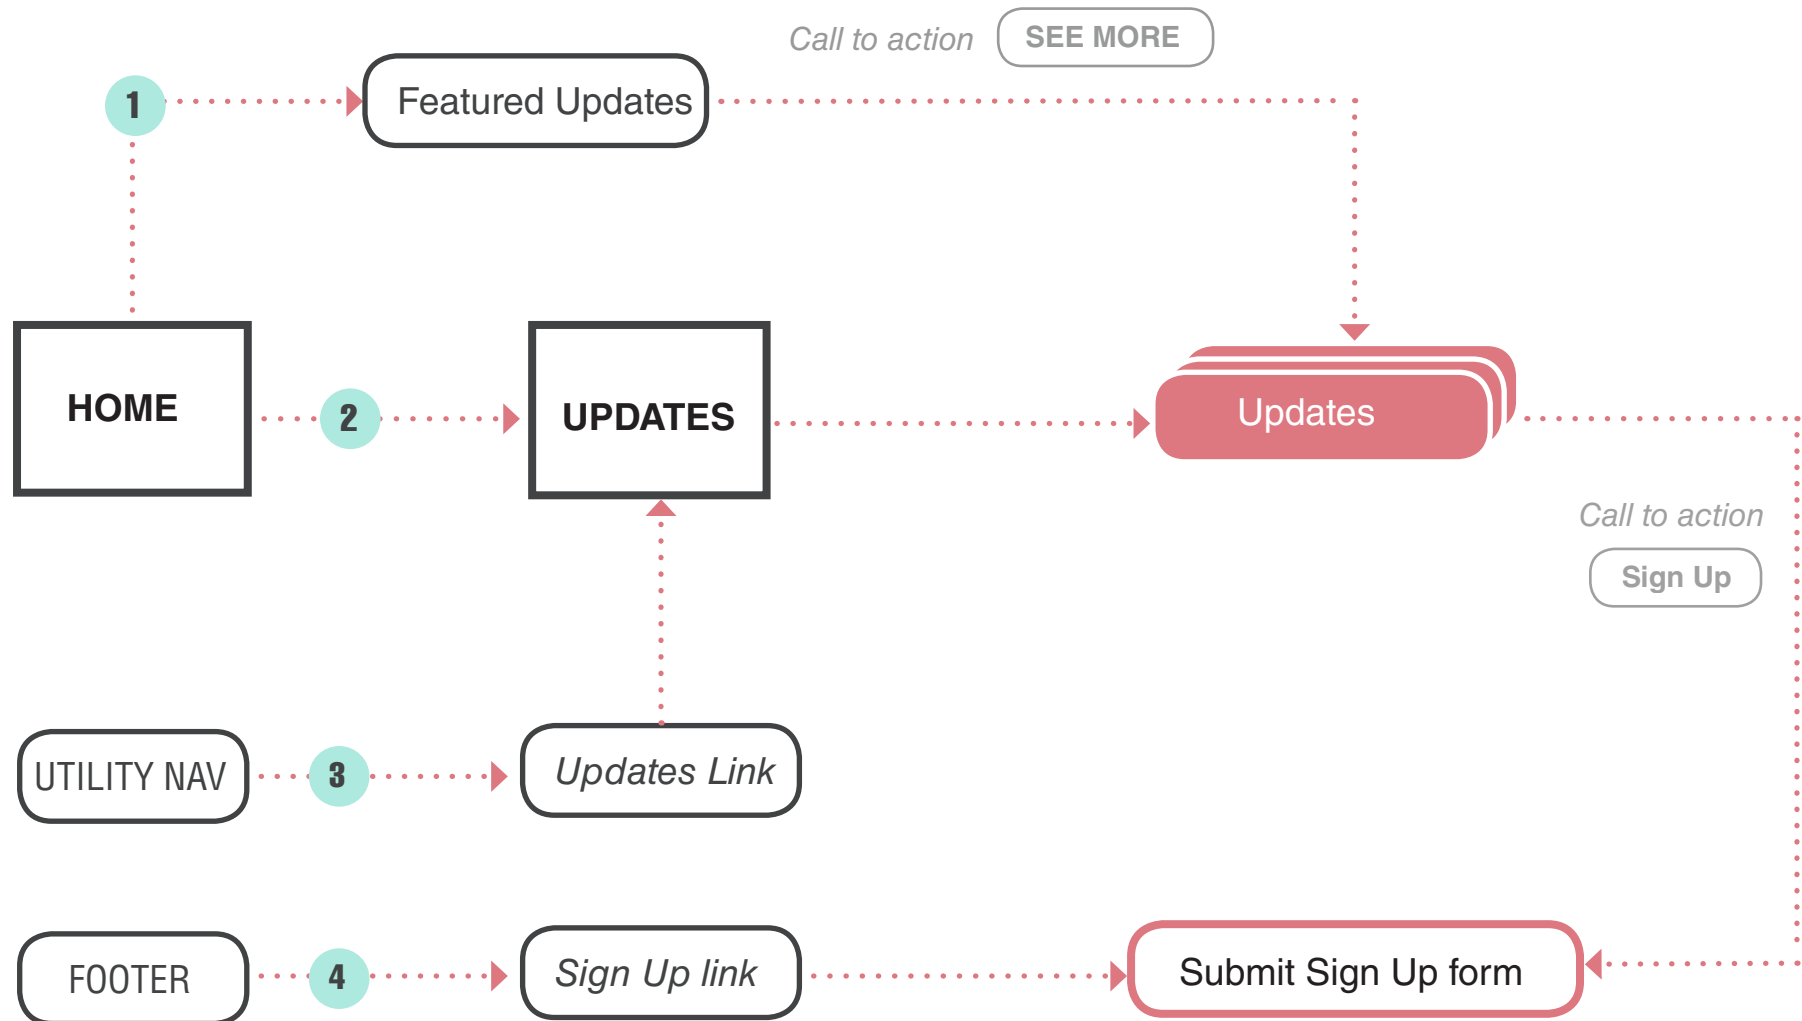 Call to action
SEE MORE
1
Featured Updates
HOME
2
UPDATES
Updates
Call to action
Sign Up
UTILITY NAV
3
Updates Link
FOOTER
4
Sign Up link
Submit Sign Up form